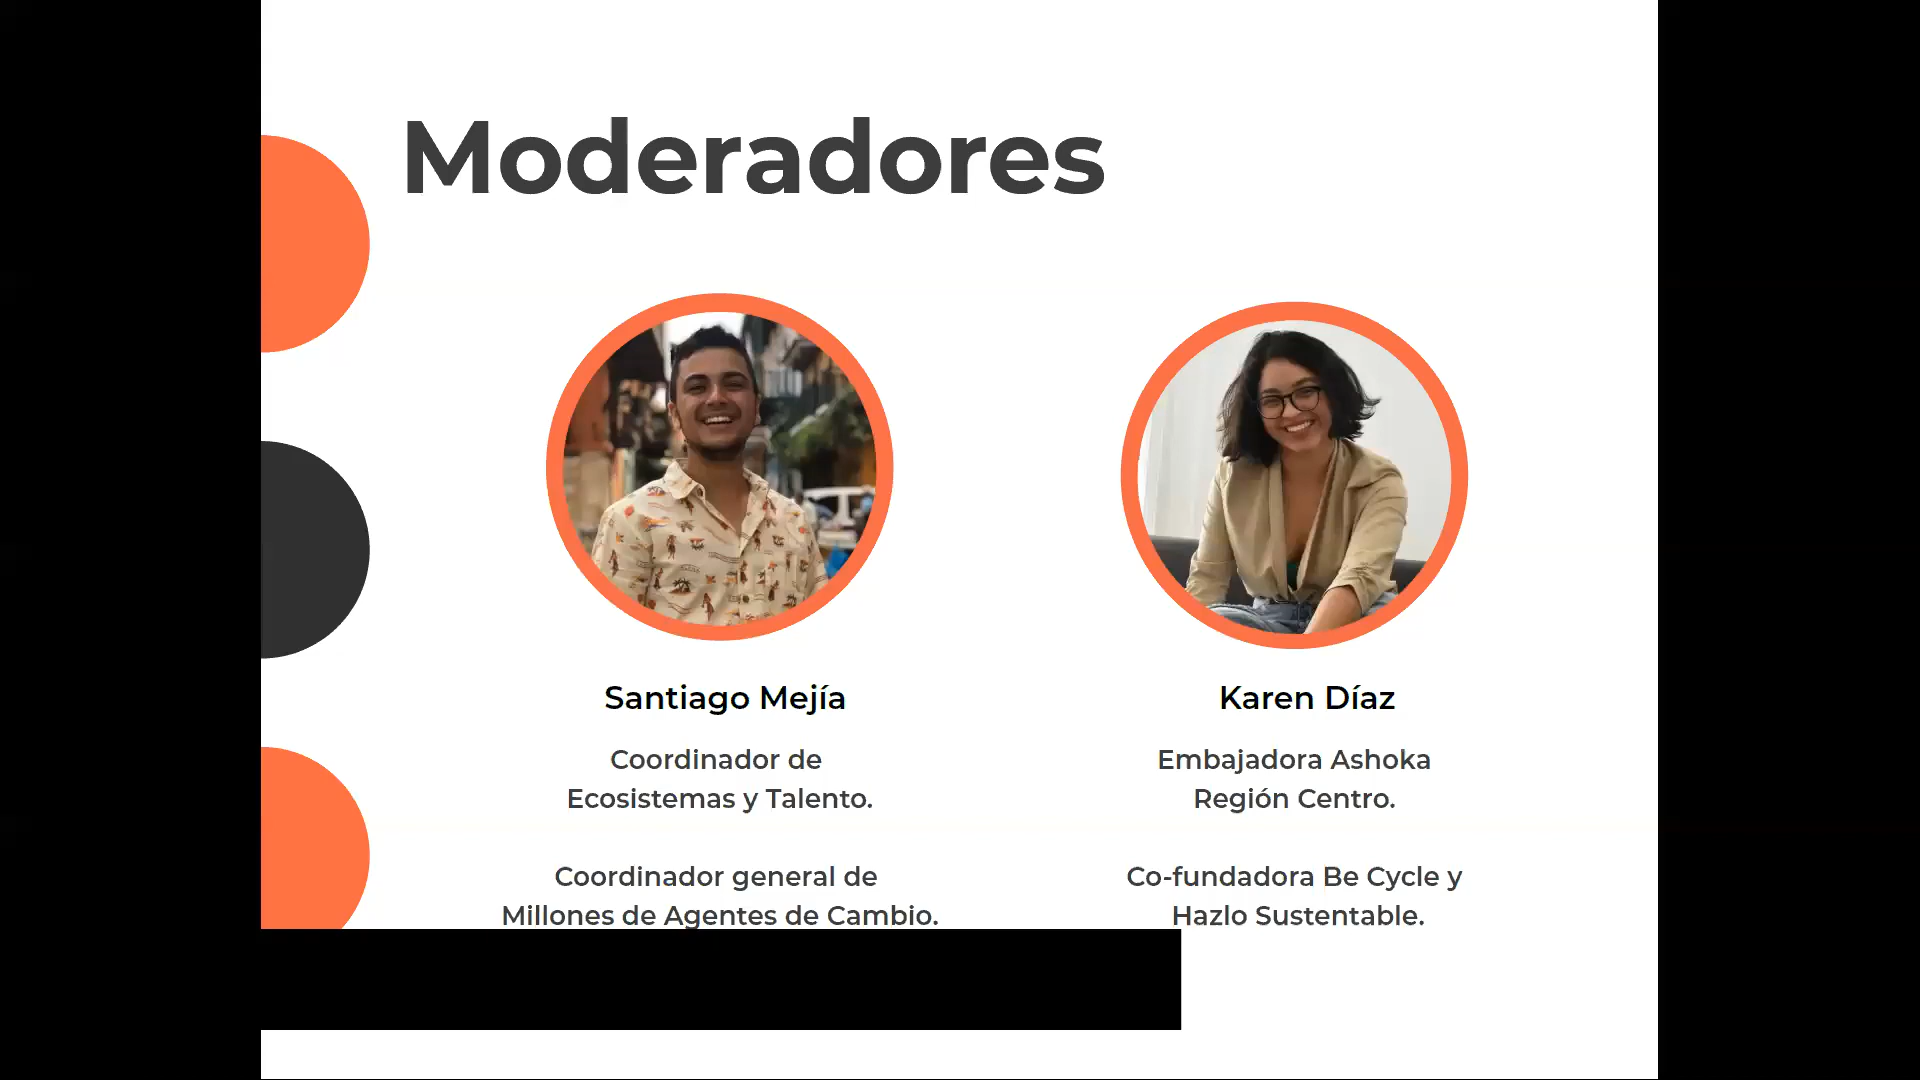 Moderadores
Santiago Mejía
Coordinador de
Ecosistemas y Talento.
Coordinador general de
Millones de Agentes de Cambio.
Karen Díaz
Embajadora Ashoka
Región Centro.
Co-fundadora Be Cycle y
Hazlo Sustentable.